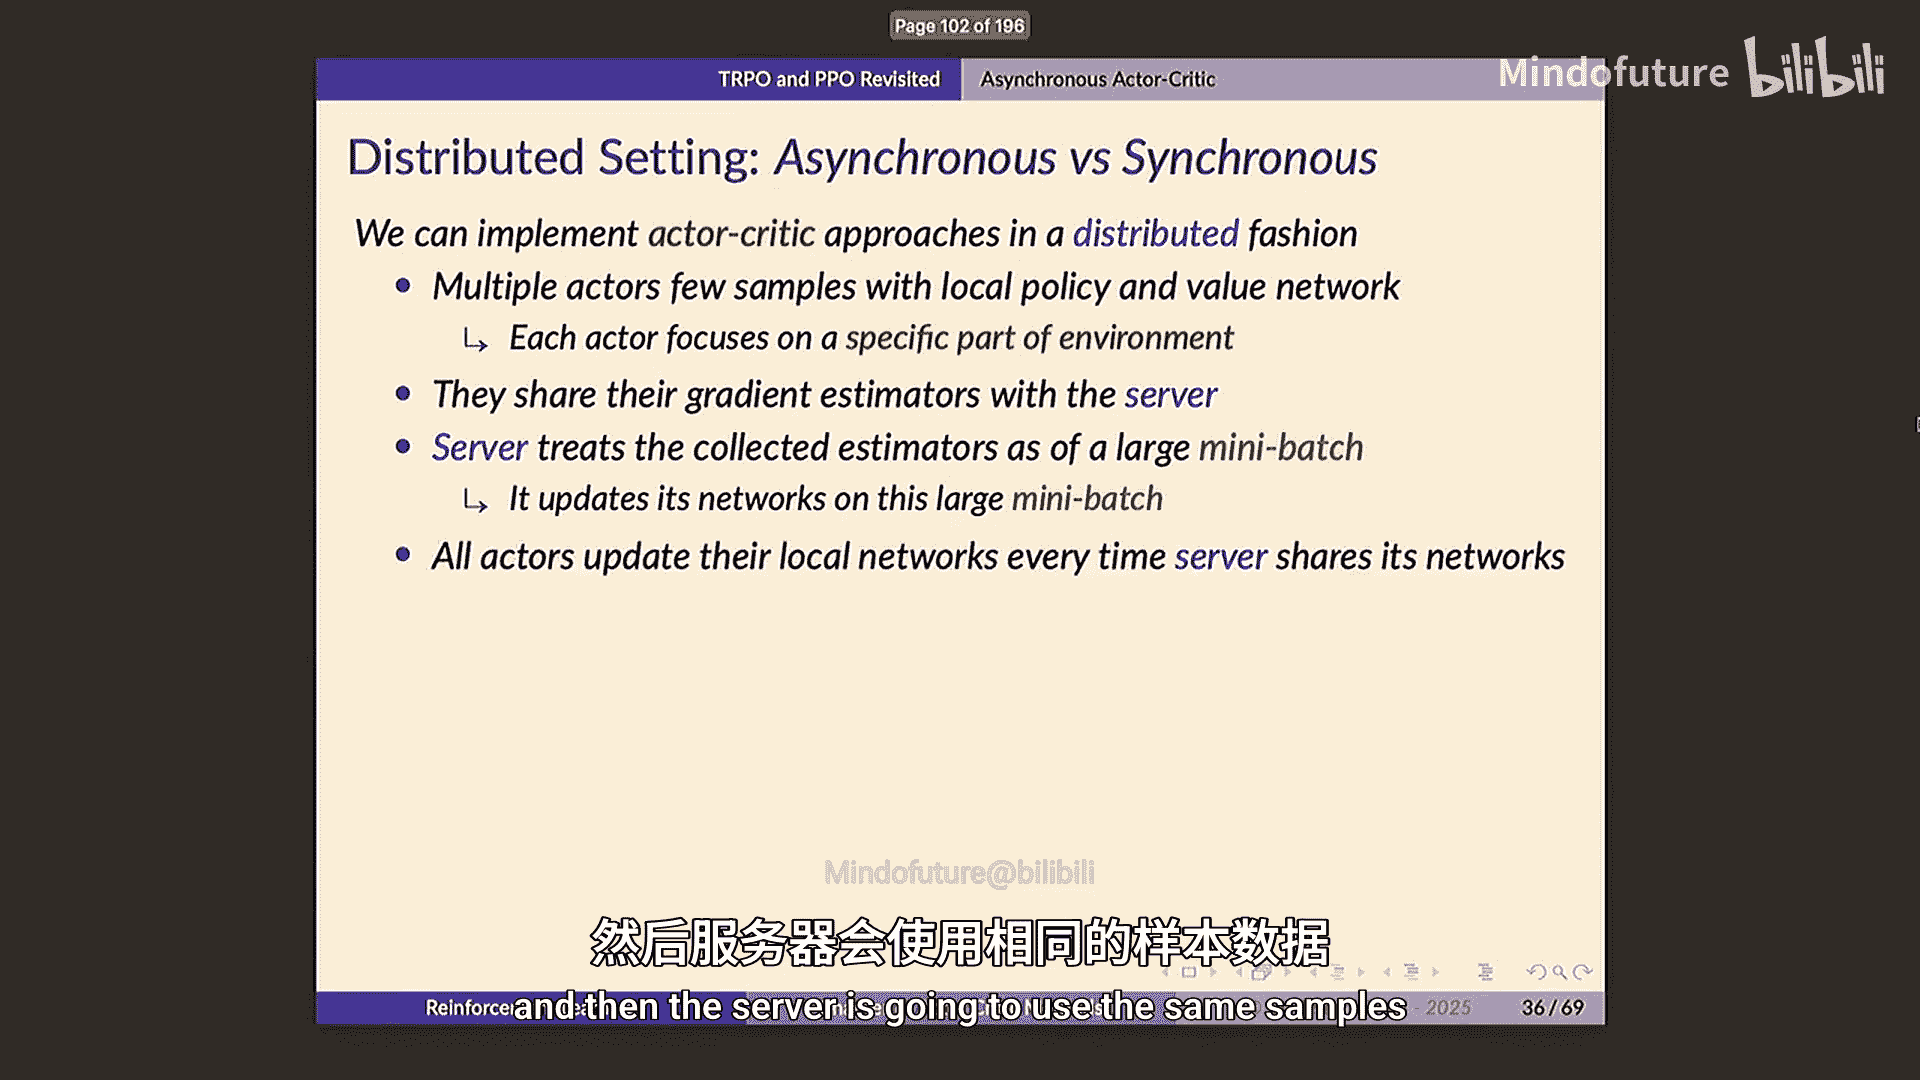 Page 102 of 196
Mindofuture bilibili
TRPO and PPO Revisited Asynchronous Actor-Critic
Distributed Setting: Asynchronous vs Synchronous
We can implement actor-critic approaches in a distributed fashion
• Multiple actors few samples with local policy and value network
↳ Each actor focuses on a specific part of environment
• They share their gradient estimators with the server
• Server treats the collected estimators as of a large mini-batch
↳ It updates its networks on this large mini-batch
• All actors update their local networks every time server shares its networks
Mindofuture@bilibili
然后服务器会使用相同的样本数据
and then the server is going to use the same samples
- 2025 36/69